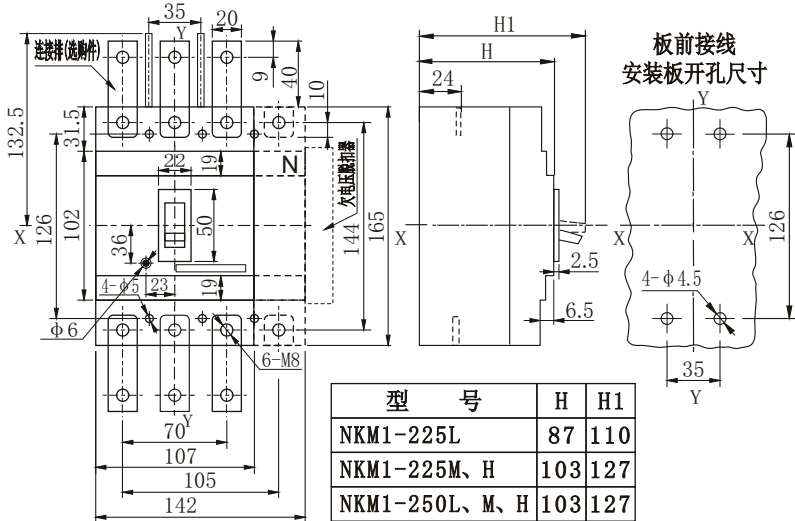 35
20
Y
连接排(选购件)
9
40
10
132.5
31.5
126
102
X
22
19
N
欠电压脱扣器
50
36
144
165
4-φ5
23
19
φ6
6-M8
Y
70
107
105
142
H1
H
24
X
2.5
6.5
板前接线
安装板开孔尺寸
Y
X
X
126
4-φ4.5
35
Y
型 号 H H1
NKM1-225L 87 110
NKM1-225M、H 103 127
NKM1-250L、M、H 103 127